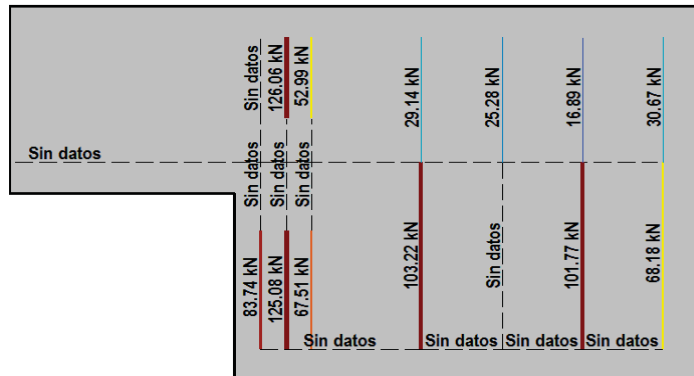 Sin datos
126.06 kN
52.99 kN
29.14 kN
25.28 kN
16.89 kN
30.67 kN
Sin datos
Sin datos
Sin datos
Sin datos
83.74 kN
125.08 kN
67.51 kN
103.22 kN
Sin datos
101.77 kN
68.18 kN
Sin datos
Sin datos
Sin datos
Sin datos